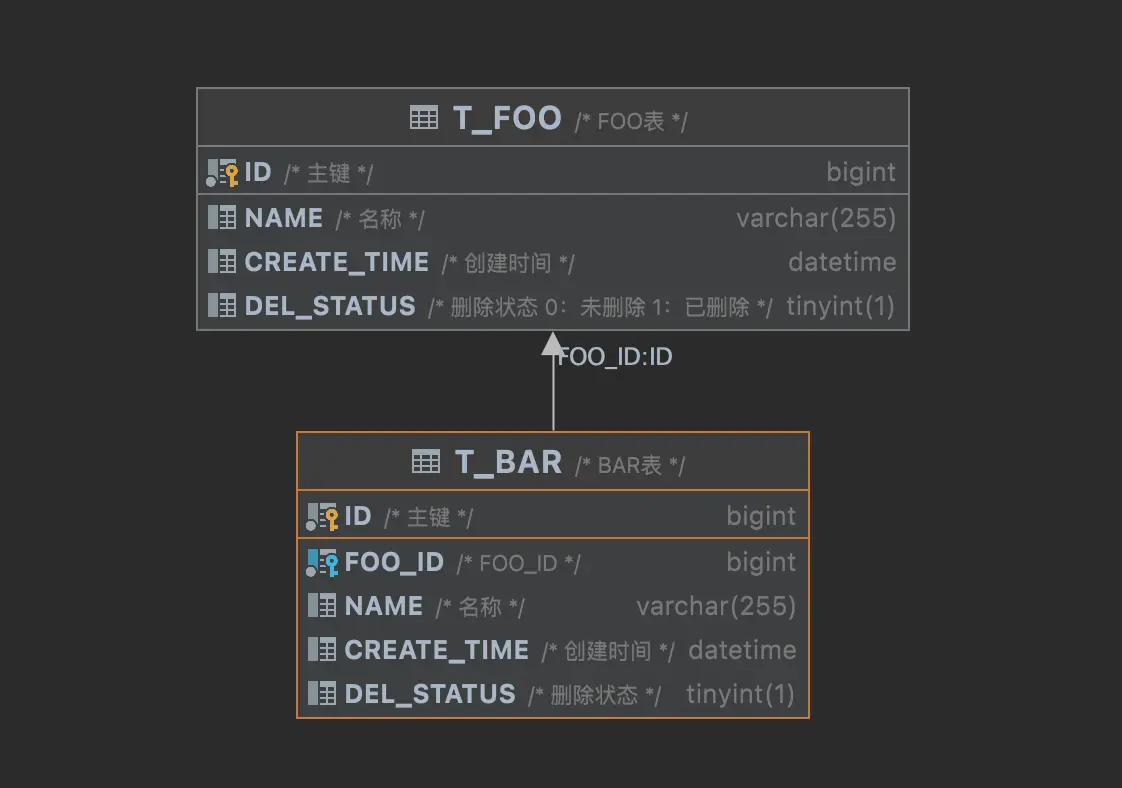 T_FOO /* FOO表 */
ID /* 主键 */ bigint
NAME /* 名称 */ varchar(255)
CREATE_TIME /* 创建时间 */ datetime
DEL_STATUS /* 删除状态 0：未删除 1：已删除 */ tinyint(1)
FOO_ID:ID
T_BAR /* BAR表 */
ID /* 主键 */ bigint
FOO_ID /* FOO_ID */ bigint
NAME /* 名称 */ varchar(255)
CREATE_TIME /* 创建时间 */ datetime
DEL_STATUS /* 删除状态 */ tinyint(1)